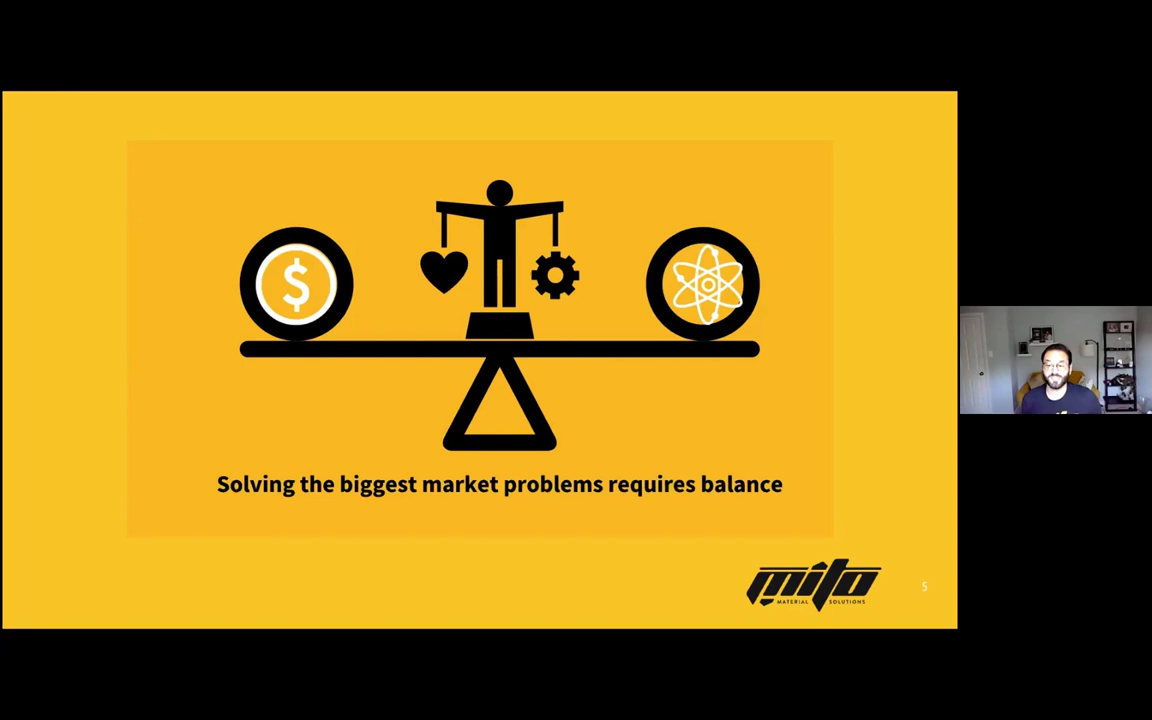 $
Solving the biggest market problems requires balance
mito
MATERIAL SOLUTIONS
5